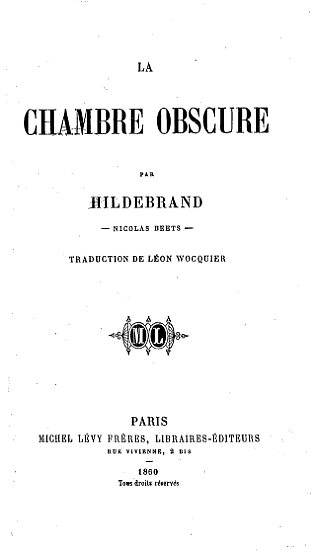 LA
CHAMBRE OBSCURE
PAR
HILDEBRAND
— NICOLAS BEETS —
TRADUCTION DE LÉON WOCQUIER
ML
PARIS
MICHEL LÉVY FRÈRES, LIBRAIRES-ÉDITEURS
RUE VIVIENNE, 2 BIS
—
1860
Tous droits réservés